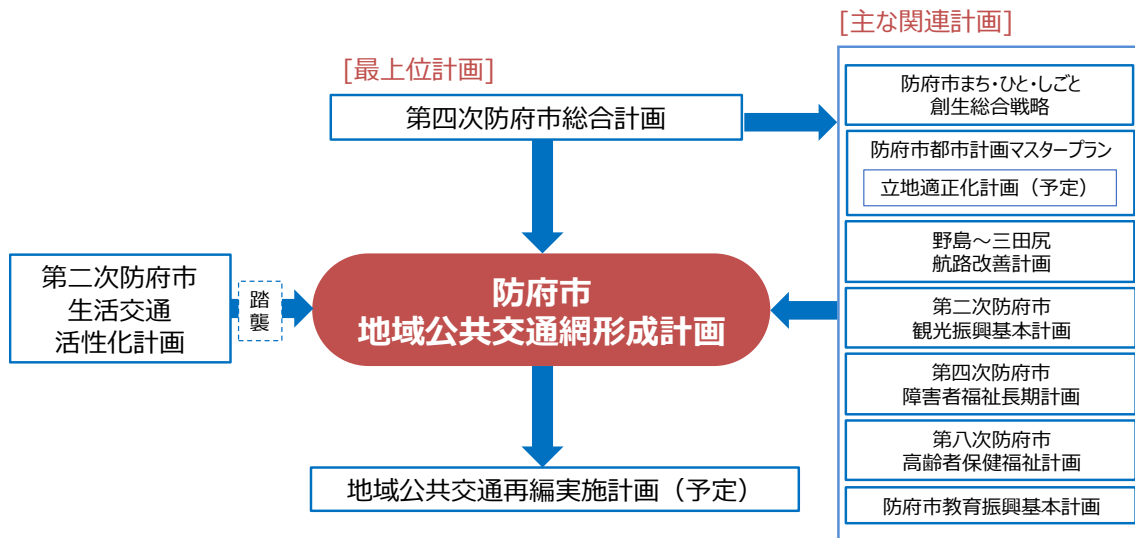 [主な関連計画]
[最上位計画]
第四次防府市総合計画
防府市まち・ひと・しごと
創生総合戦略
防府市都市計画マスタープラン
立地適正化計画（予定）
野島～三田尻
航路改善計画
第二次防府市
観光振興基本計画
第四次防府市
障害者福祉長期計画
第八次防府市
高齢者保健福祉計画
防府市教育振興基本計画
第二次防府市
生活交通
活性化計画
踏
襲
防府市
地域公共交通網形成計画
地域公共交通再編実施計画（予定）